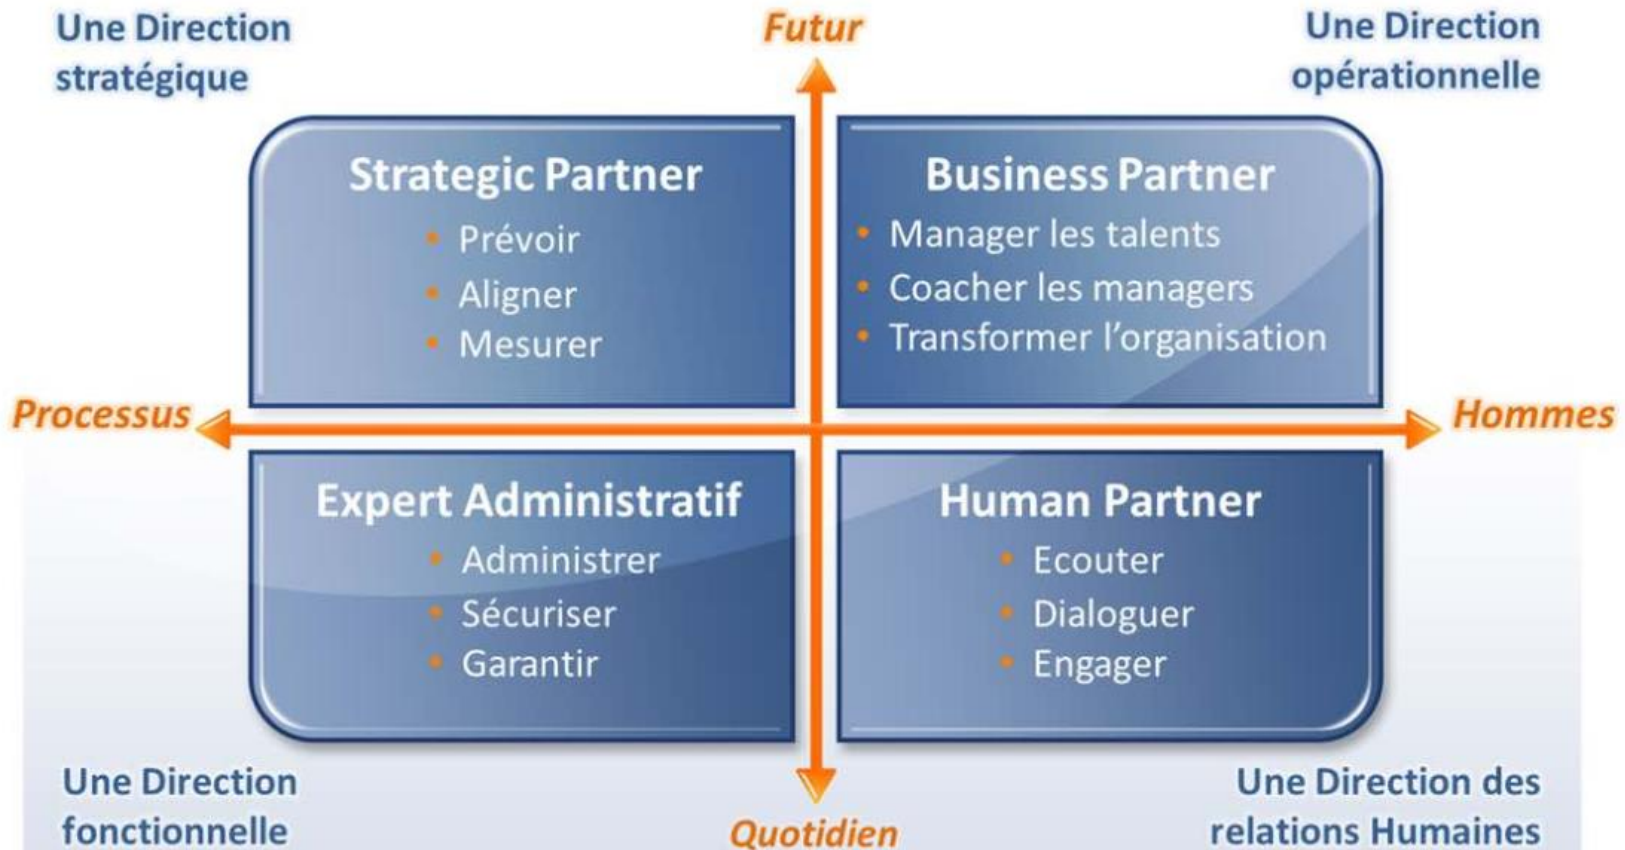 Une Direction
stratégique
Futur
Une Direction
opérationnelle
Strategic Partner
• Prévoir
• Aligner
• Mesurer
Business Partner
• Manager les talents
• Coacher les managers
• Transformer l'organisation
Processus
Hommes
Expert Administratif
• Administrer
• Sécuriser
• Garantir
Human Partner
• Ecouter
• Dialoguer
• Engager
Une Direction
fonctionnelle
Quotidien
Une Direction des
relations Humaines